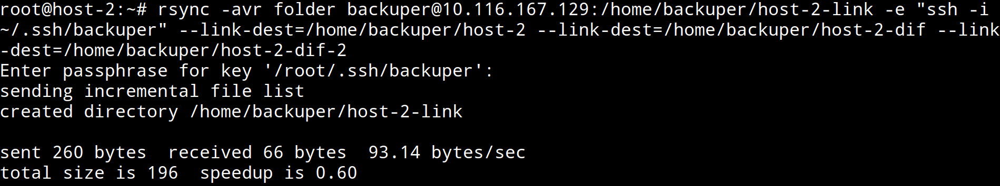 root@host-2:~# rsync -avr folder backuper@10.116.167.129:/home/backuper/host-2-link -e "ssh -i
~/.ssh/backuper" --link-dest=/home/backuper/host-2 --link-dest=/home/backuper/host-2-dif --link
-dest=/home/backuper/host-2-dif-2
Enter passphrase for key '/root/.ssh/backuper':
sending incremental file list
created directory /home/backuper/host-2-link
sent 260 bytes  received 66 bytes  93.14 bytes/sec
total size is 196  speedup is 0.60